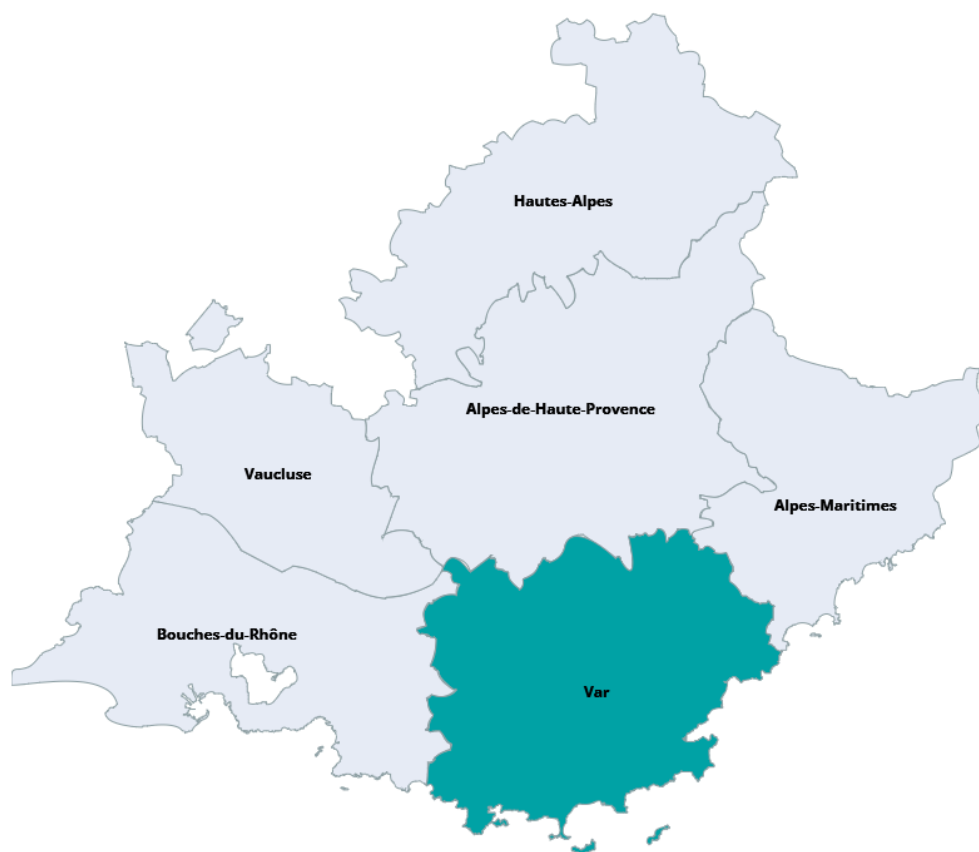 Hautes-Alpes
Alpes-de-Haute-Provence
Vaucluse
Alpes-Maritimes
Bouches-du-Rhône
Var